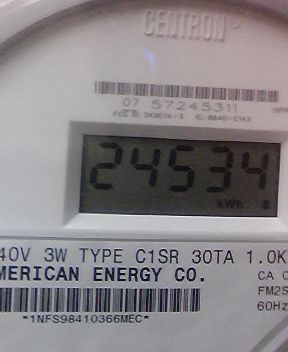 CENTRON
07 57245311
24534
kWh
40V 3W TYPE C1SR 30TA 1.0K
MERICAN ENERGY CO.
CA 0
FM2S
60Hz
*1NFS98410366MEC*